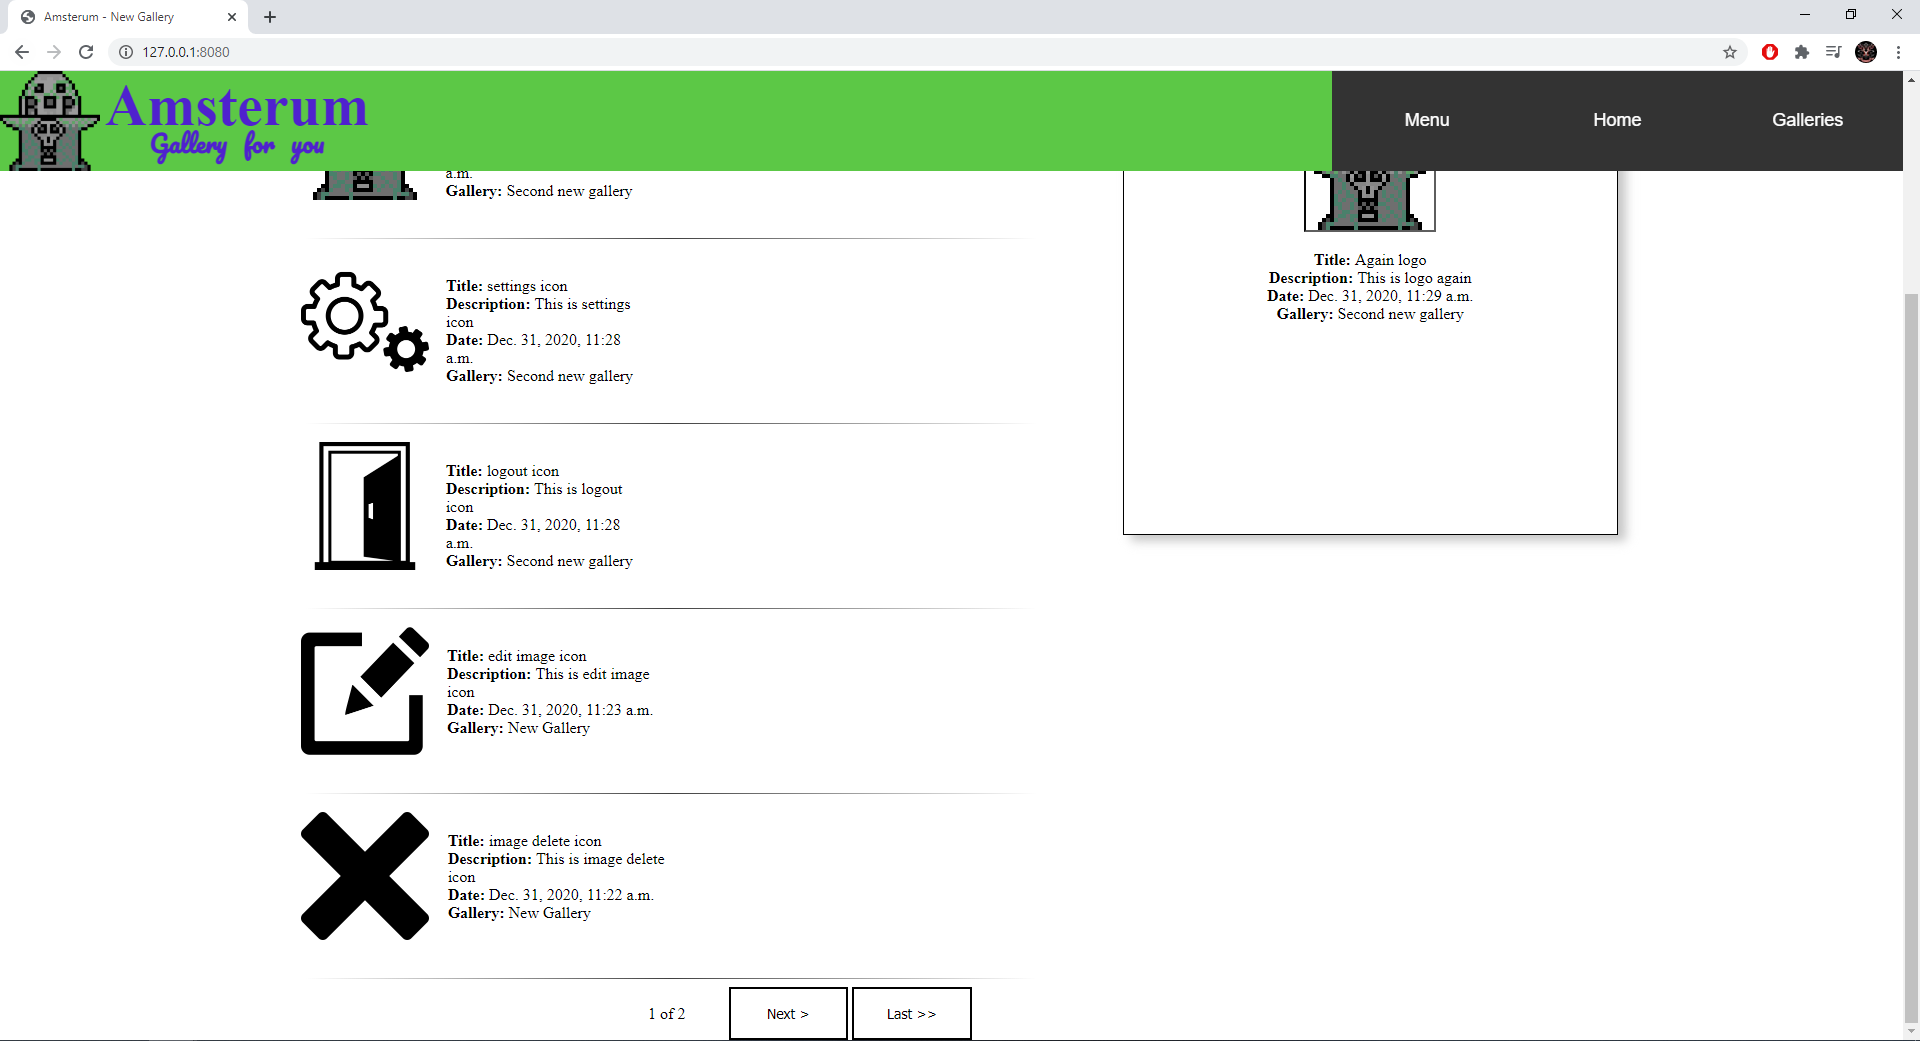 Amsterum - New Gallery
127.0.0.1:8080
Amsterum
Gallery for you
Menu
Home
Galleries
a.m.
Gallery: Second new gallery
Title: settings icon
Description: This is settings
icon
Date: Dec. 31, 2020, 11:28
a.m.
Gallery: Second new gallery
Title: logout icon
Description: This is logout
icon
Date: Dec. 31, 2020, 11:28
a.m.
Gallery: Second new gallery
Title: edit image icon
Description: This is edit image
icon
Date: Dec. 31, 2020, 11:23 a.m.
Gallery: New Gallery
Title: image delete icon
Description: This is image delete
icon
Date: Dec. 31, 2020, 11:22 a.m.
Gallery: New Gallery
1 of 2
Next >
Last >>
Title: Again logo
Description: This is logo again
Date: Dec. 31, 2020, 11:29 a.m.
Gallery: Second new gallery